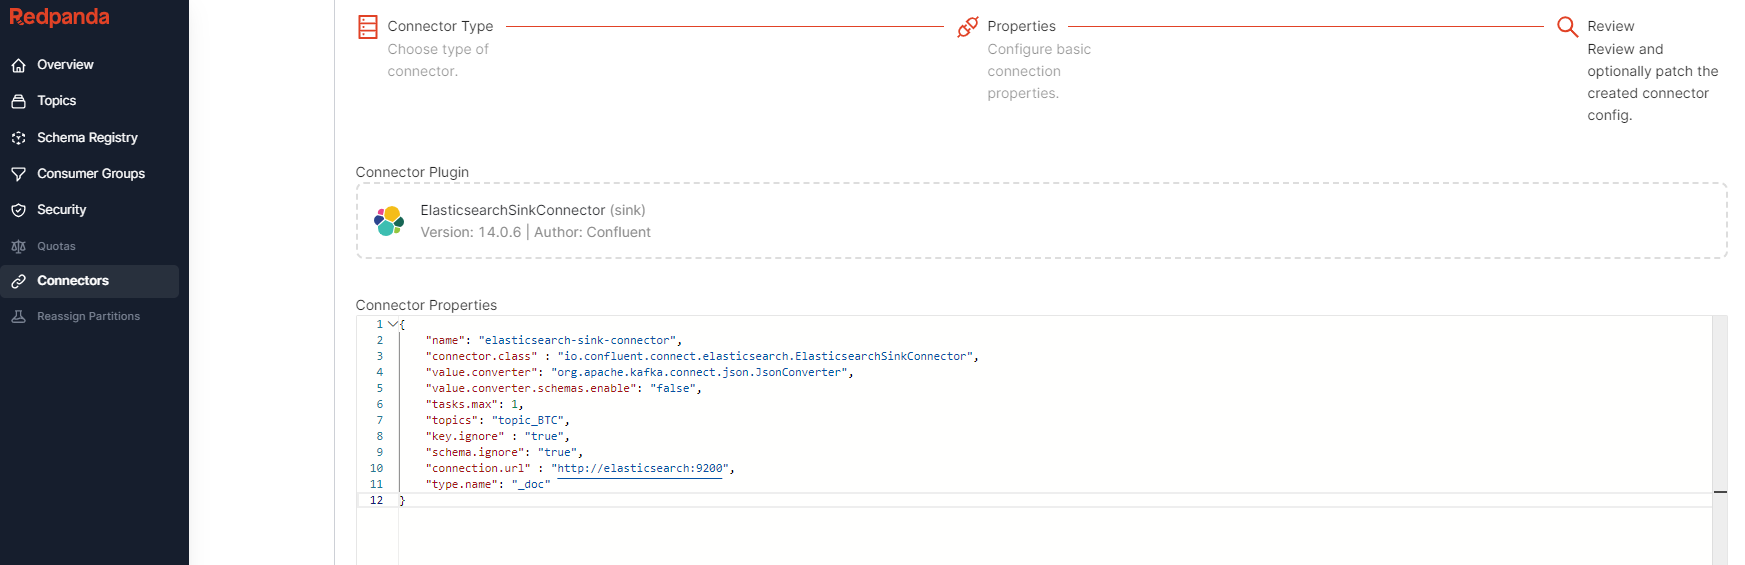 Redpanda
Overview
Topics
Schema Registry
Consumer Groups
Security
Quotas
Connectors
Reassign Partitions
Connector Type
Choose type of
connector.
Properties
Configure basic
connection
properties.
Review
Review and
optionally patch the
created connector
config.
Connector Plugin
ElasticsearchSinkConnector (sink)
Version: 14.0.6 | Author: Confluent
Connector Properties
1 {
2 "name": "elasticsearch-sink-connector",
3 "connector.class" : "io.confluent.connect.elasticsearch.ElasticsearchSinkConnector",
4 "value.converter": "org.apache.kafka.connect.json.JsonConverter",
5 "value.converter.schemas.enable": "false",
6 "tasks.max": 1,
7 "topics": "topic_BTC",
8 "key.ignore" : "true",
9 "schema.ignore": "true",
10 "connection.url" : "http://elasticsearch:9200",
11 "type.name": "_doc"
12 }